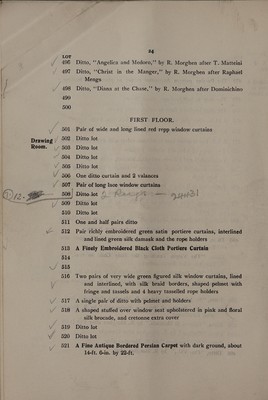 24
LOT
496 Ditto, "Angelica and Medoro," by R. Morghen after T. Matteini
497 Ditto, "Christ in the Manger," by R. Morghen after Raphael
Mengs
498 Ditto, "Diana at the Chase," by R. Morghen after Dominichino
499
500
FIRST FLOOR.
Drawing Room.
501 Pair of wide and long lined red repp window curtains
502 Ditto lot
503 Ditto lot
504 Ditto lot
505 Ditto lot
506 One ditto curtain and 2 valances
507 Pair of long lace window curtains
508 Ditto lot
509 Ditto lot
510 Ditto lot
511 One and half pairs ditto
512 Pair richly embroidered green satin portiere curtains, interlined
and lined green silk damask and the rope holders
513 A Finely Embroidered Black Cloth Portiere Curtain
514
515
516 Two pairs of very wide green figured silk window curtains, lined
and interlined, with silk braid borders, shaped pelmet with
fringe and tassels and 4 heavy tasselled rope holders
517 A single pair of ditto with pelmet and holders
518 A shaped stuffed over window seat upholstered in pink and floral
silk brocade, and cretonne extra cover
519 Ditto lot
520 Ditto lot
521 A Fine Antique Bordered Persian Carpet with dark ground, about
14-ft. 6-in. by 22-ft.